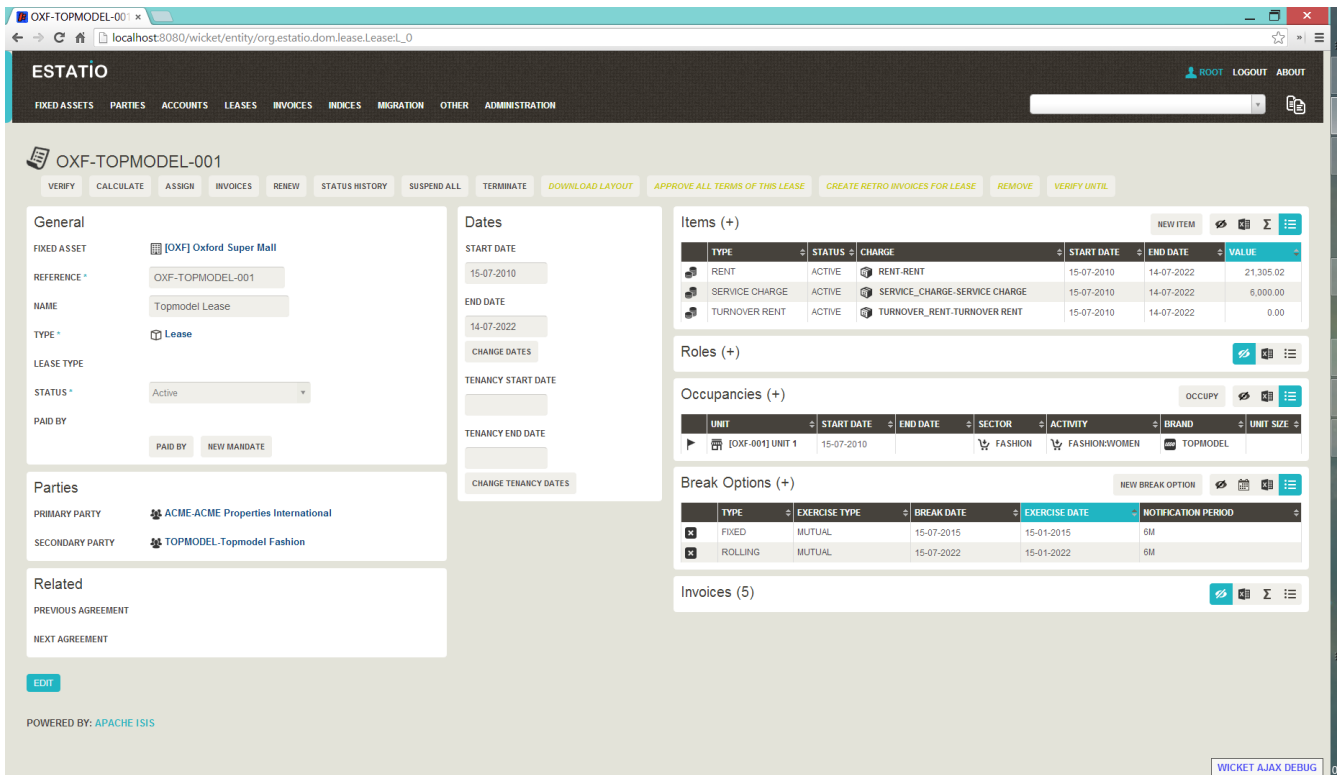 OXF-TOPMODEL-001 ×
localhost:8080/wicket/entity/org.estatio.dom.lease.Lease:L_0
ESTATIO
ROOT LOGOUT ABOUT
FIXED ASSETS PARTIES ACCOUNTS LEASES INVOICES INDICES MIGRATION OTHER ADMINISTRATION
OXF-TOPMODEL-001
VERIFY CALCULATE ASSIGN INVOICES RENEW STATUS HISTORY SUSPEND ALL TERMINATE DOWNLOAD LAYOUT APPROVE ALL TERMS OF THIS LEASE CREATE RETRO INVOICES FOR LEASE REMOVE VERIFY UNTIL
General
FIXED ASSET [OXF] Oxford Super Mall
REFERENCE * OXF-TOPMODEL-001
NAME Topmodel Lease
TYPE * Lease
LEASE TYPE
STATUS * Active
PAID BY
PAID BY NEW MANDATE
Parties
PRIMARY PARTY ACME-ACME Properties International
SECONDARY PARTY TOPMODEL-Topmodel Fashion
Related
PREVIOUS AGREEMENT
NEXT AGREEMENT
EDIT
Dates
START DATE
15-07-2010
END DATE
14-07-2022
CHANGE DATES
TENANCY START DATE
TENANCY END DATE
CHANGE TENANCY DATES
Items (+) NEW ITEM Σ
TYPE STATUS CHARGE START DATE END DATE VALUE
RENT ACTIVE RENT-RENT 15-07-2010 14-07-2022 21,305.02
SERVICE CHARGE ACTIVE SERVICE_CHARGE-SERVICE CHARGE 15-07-2010 14-07-2022 6,000.00
TURNOVER RENT ACTIVE TURNOVER_RENT-TURNOVER RENT 15-07-2010 14-07-2022 0.00
Roles (+)
Occupancies (+) OCCUPY
UNIT START DATE END DATE SECTOR ACTIVITY BRAND UNIT SIZE
[OXF-001] UNIT 1 15-07-2010 FASHION FASHION:WOMEN TOPMODEL
Break Options (+) NEW BREAK OPTION
TYPE EXERCISE TYPE BREAK DATE EXERCISE DATE NOTIFICATION PERIOD
FIXED MUTUAL 15-07-2015 15-01-2015 6M
ROLLING MUTUAL 15-07-2022 15-01-2022 6M
Invoices (5) Σ
POWERED BY: APACHE ISIS
WICKET AJAX DEBUG